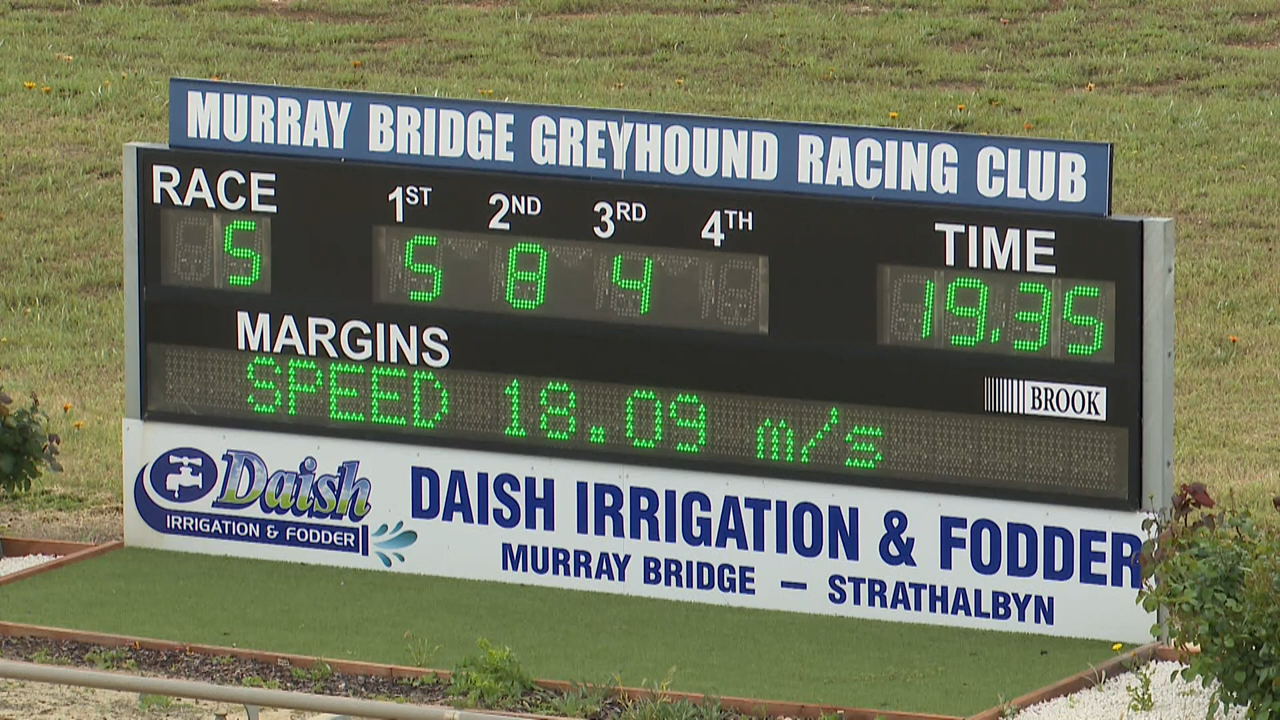 MURRAY BRIDGE GREYHOUND RACING CLUB
RACE 1ST 2ND 3RD 4TH TIME
5 5 8 4 19.35
MARGINS
BROOK
SPEED 18.09 m/s
Daish
IRRIGATION & FODDER
DAISH IRRIGATION & FODDER
MURRAY BRIDGE – STRATHALBYN